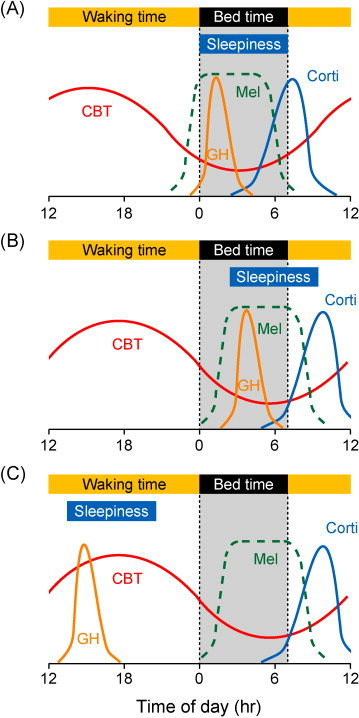 (A)
Waking time Bed time
Sleepiness
Corti
Mel
CBT
GH
12 18 0 6 12
(B)
Waking time Bed time
Sleepiness
Corti
Mel
CBT
GH
12 18 0 6 12
(C)
Waking time Bed time
Sleepiness
Corti
Mel
CBT
GH
12 18 0 6 12
Time of day (hr)